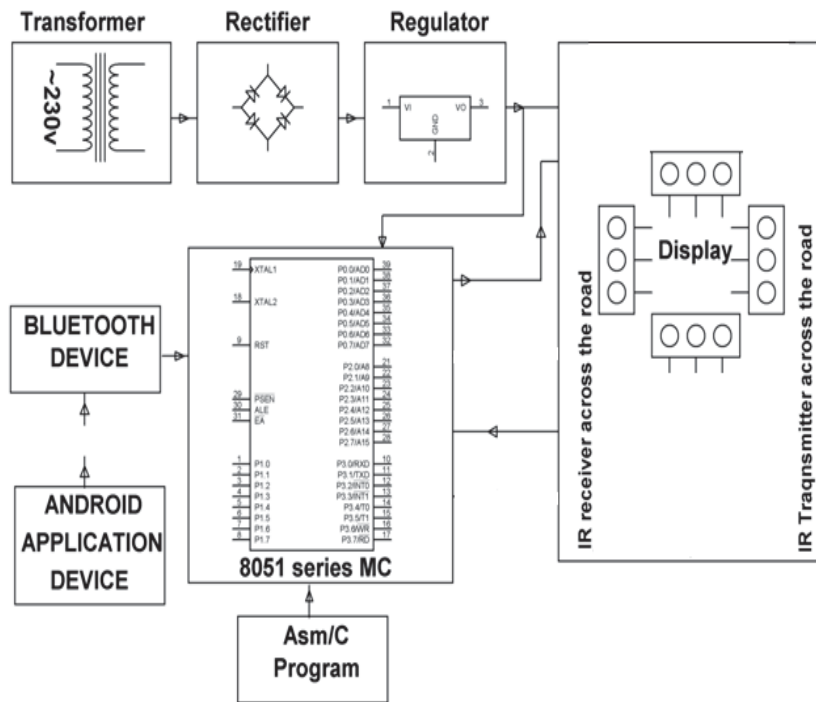 Transformer
Rectifier
Regulator
~230v
1
VI
VO
3
GND
2
Display
IR receiver across the road
IR Traqnsmitter across the road
BLUETOOTH
DEVICE
ANDROID
APPLICATION
DEVICE
19
XTAL1
18
XTAL2
9
RST
29
PSEN
30
ALE
31
EA
1
P1.0
2
P1.1
3
P1.2
4
P1.3
5
P1.4
6
P1.5
7
P1.6
8
P1.7
P0.0/AD0
39
P0.1/AD1
38
P0.2/AD2
37
P0.3/AD3
36
P0.4/AD4
35
P0.5/AD5
34
P0.6/AD6
33
P0.7/AD7
32
P2.0/A8
21
P2.1/A9
22
P2.2/A10
23
P2.3/A11
24
P2.4/A12
25
P2.5/A13
26
P2.6/A14
27
P2.7/A15
28
P3.0/RXD
10
P3.1/TXD
11
P3.2/INT0
12
P3.3/INT1
13
P3.4/T0
14
P3.5/T1
15
P3.6/WR
16
P3.7/RD
17
8051 series MC
Asm/C
Program